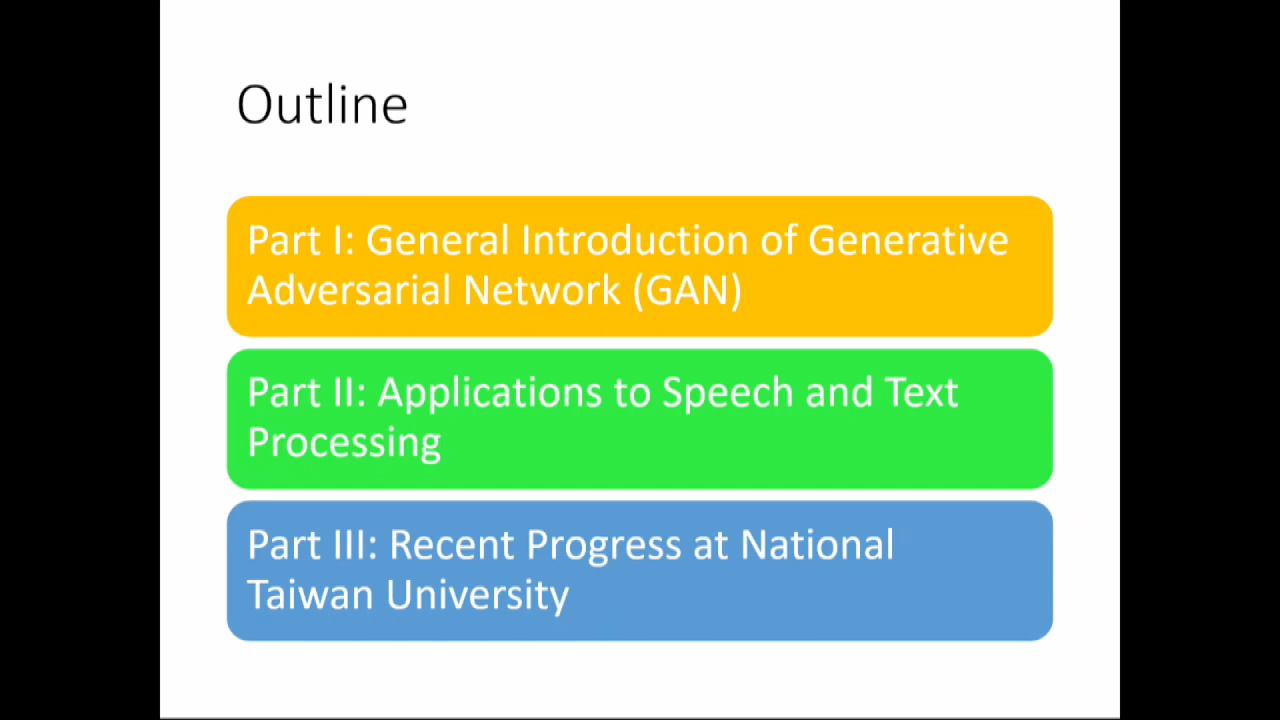 Outline
Part I: General Introduction of Generative
Adversarial Network (GAN)
Part II: Applications to Speech and Text
Processing
Part III: Recent Progress at National
Taiwan University